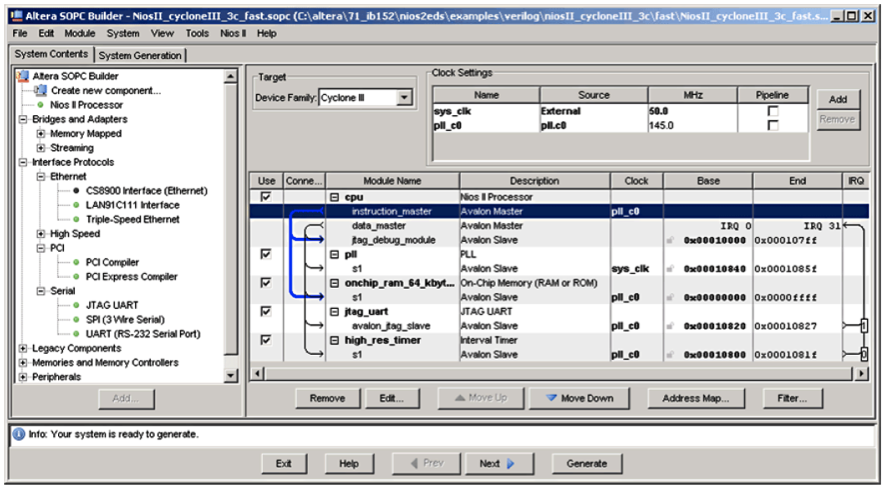 Altera SOPC Builder - NiosII_cycloneIII_3c_fast.sopc (C:\altera\71_ib152\nios2eds\examples\verilog\niosII_cycloneIII_3c\fast\NiosII_cycloneIII_3c_fast.s...
File Edit Module System View Tools Nios II Help
System Contents System Generation
Altera SOPC Builder
Create new component...
Nios II Processor
Bridges and Adapters
Memory Mapped
Streaming
Interface Protocols
Ethernet
CS8900 Interface (Ethernet)
LAN91C111 Interface
Triple-Speed Ethernet
High Speed
PCI
PCI Compiler
PCI Express Compiler
Serial
JTAG UART
SPI (3 Wire Serial)
UART (RS-232 Serial Port)
Legacy Components
Memories and Memory Controllers
Peripherals
Add...
Target
Device Family: Cyclone III
Clock Settings
Name Source MHz Pipeline
sys_clk External 50.0
pll_c0 pll.c0 145.0
Add
Remove
Use Conne... Module Name Description Clock Base End IRQ
cpu Nios II Processor
instruction_master Avalon Master pll_c0
data_master Avalon Master IRQ 0 IRQ 31
jtag_debug_module Avalon Slave 0x00010000 0x000107ff
pll PLL
s1 Avalon Slave sys_clk 0x00010840 0x0001085f
onchip_ram_64_kbyt... On-Chip Memory (RAM or ROM)
s1 Avalon Slave pll_c0 0x00000000 0x0000ffff
jtag_uart JTAG UART
avalon_jtag_slave Avalon Slave pll_c0 0x00010820 0x00010827 1
high_res_timer Interval Timer
s1 Avalon Slave pll_c0 0x00010800 0x0001081f 0
Remove Edit... Move Up Move Down Address Map... Filter...
Info: Your system is ready to generate.
Exit Help Prev Next Generate